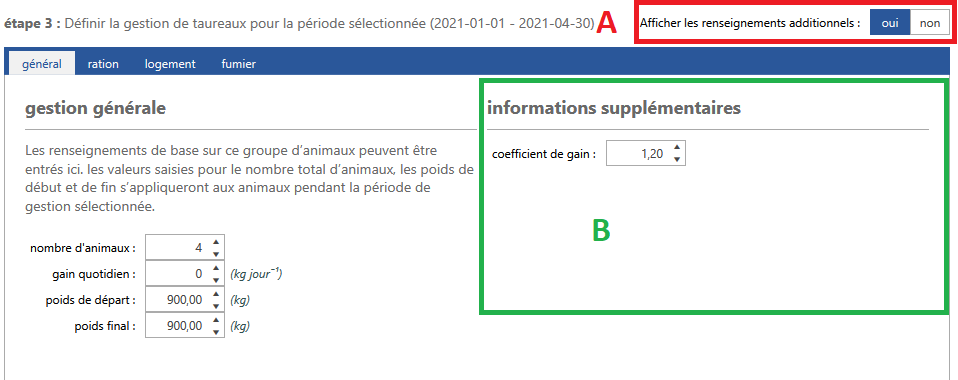 étape 3 : Définir la gestion de taureaux pour la période sélectionnée (2021-01-01 - 2021-04-30) A Afficher les renseignements additionnels : oui non
général ration logement fumier
gestion générale
Les renseignements de base sur ce groupe d'animaux peuvent être
entrés ici. les valeurs saisies pour le nombre total d'animaux, les poids de
début et de fin s'appliqueront aux animaux pendant la période de
gestion sélectionnée.
nombre d'animaux : 4
gain quotidien : 0 (kg jour⁻¹)
poids de départ : 900,00 (kg)
poids final : 900,00 (kg)
informations supplémentaires
coefficient de gain : 1,20
B